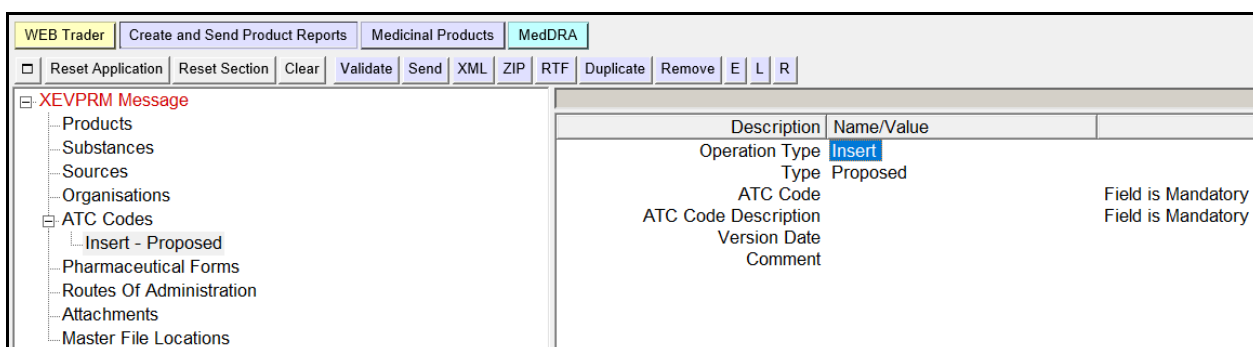 WEB Trader Create and Send Product Reports Medicinal Products MedDRA
Reset Application Reset Section Clear Validate Send XML ZIP RTF Duplicate Remove E L R
XEVPRM Message
Products
Substances
Sources
Organisations
ATC Codes
Insert - Proposed
Pharmaceutical Forms
Routes Of Administration
Attachments
Master File Locations
Description Name/Value
Operation Type Insert
Type Proposed
ATC Code Field is Mandatory
ATC Code Description Field is Mandatory
Version Date
Comment